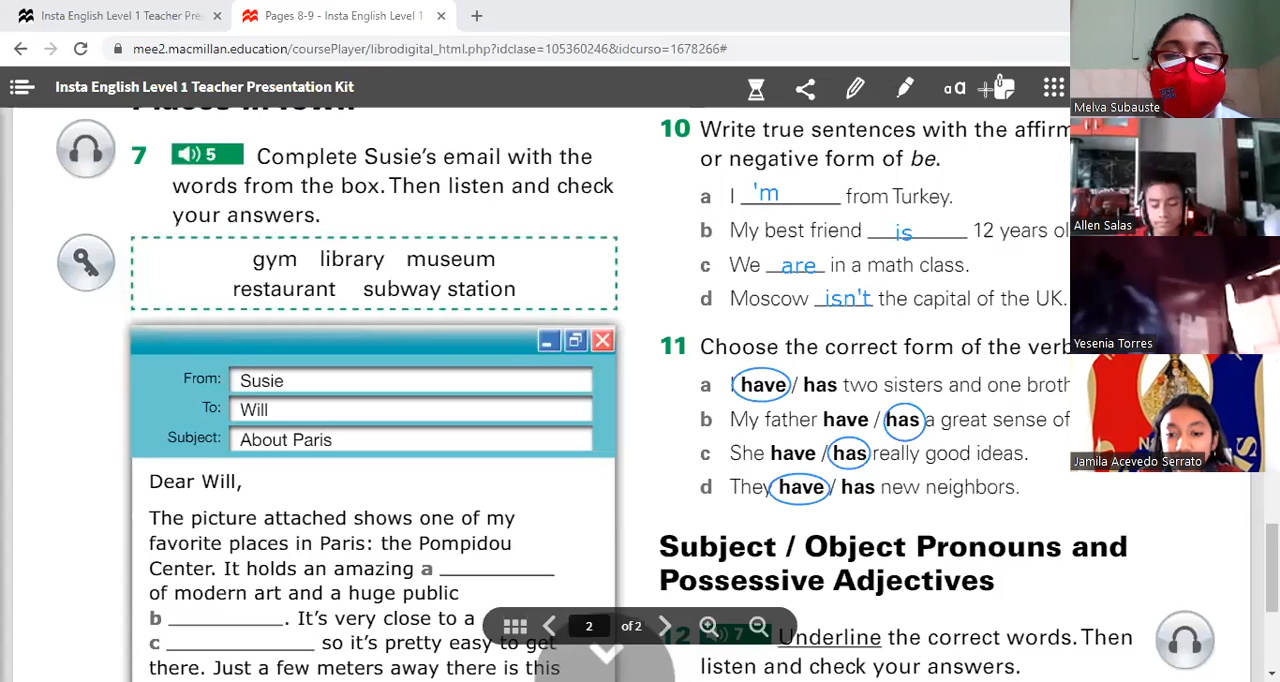 Insta English Level 1 Teacher Pre
Pages 8-9 - Insta English Level 1
mee2.macmillan.education/coursePlayer/librodigital_html.php?idclase=105360246&idcurso=1678266#
Insta English Level 1 Teacher Presentation Kit
aa
7 5 Complete Susie's email with the
words from the box. Then listen and check
your answers.
gym library museum
restaurant subway station
From: Susie
To: Will
Subject: About Paris
Dear Will,
The picture attached shows one of my
favorite places in Paris: the Pompidou
Center. It holds an amazing a ____________
of modern art and a huge public
b ____________. It's very close to a
c ________________ so it's pretty easy to get
there. Just a few meters away there is this
10 Write true sentences with the affirm
or negative form of be.
a I 'm from Turkey.
b My best friend is 12 years ol
c We are in a math class.
d Moscow isn't the capital of the UK.
11 Choose the correct form of the verb
a I have / has two sisters and one broth
b My father have / has a great sense of
c She have / has really good ideas.
d They have / has new neighbors.
Subject / Object Pronouns and
Possessive Adjectives
12 7 Underline the correct words. Then
listen and check your answers.
2 of 2
Melva Subauste
Allen Salas
Yesenia Torres
Jamila Acevedo Serrato